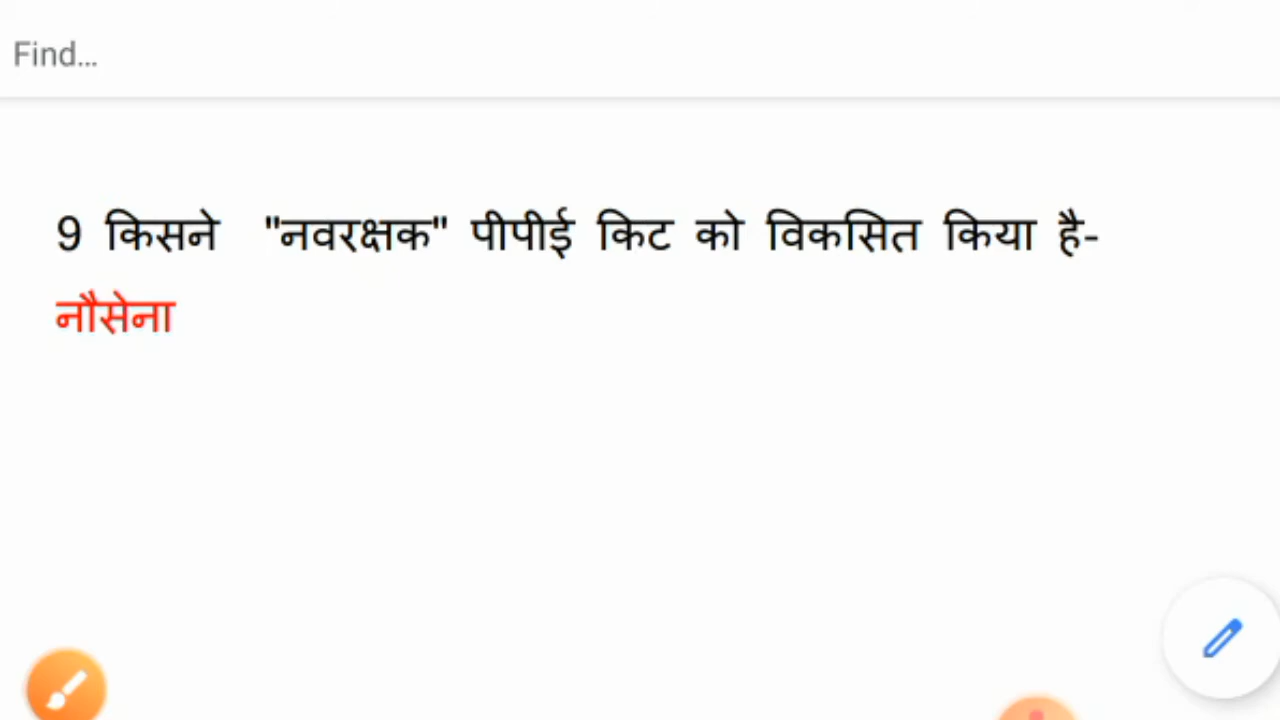 Find...
9 किसने "नवरक्षक" पीपीई किट को विकसित किया है-
नौसेना